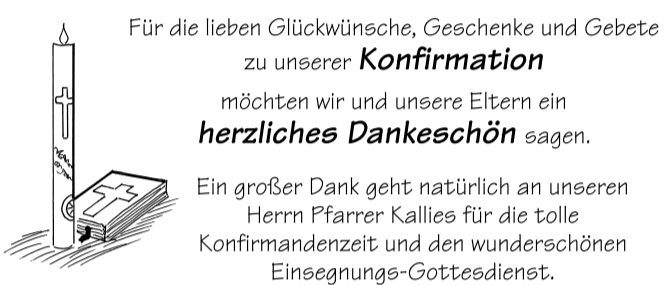 Für die lieben Glückwünsche, Geschenke und Gebete
zu unserer Konfirmation
möchten wir und unsere Eltern ein
herzliches Dankeschön sagen.
Ein großer Dank geht natürlich an unseren
Herrn Pfarrer Kallies für die tolle
Konfirmandenzeit und den wunderschönen
Einsegnungs-Gottesdienst.